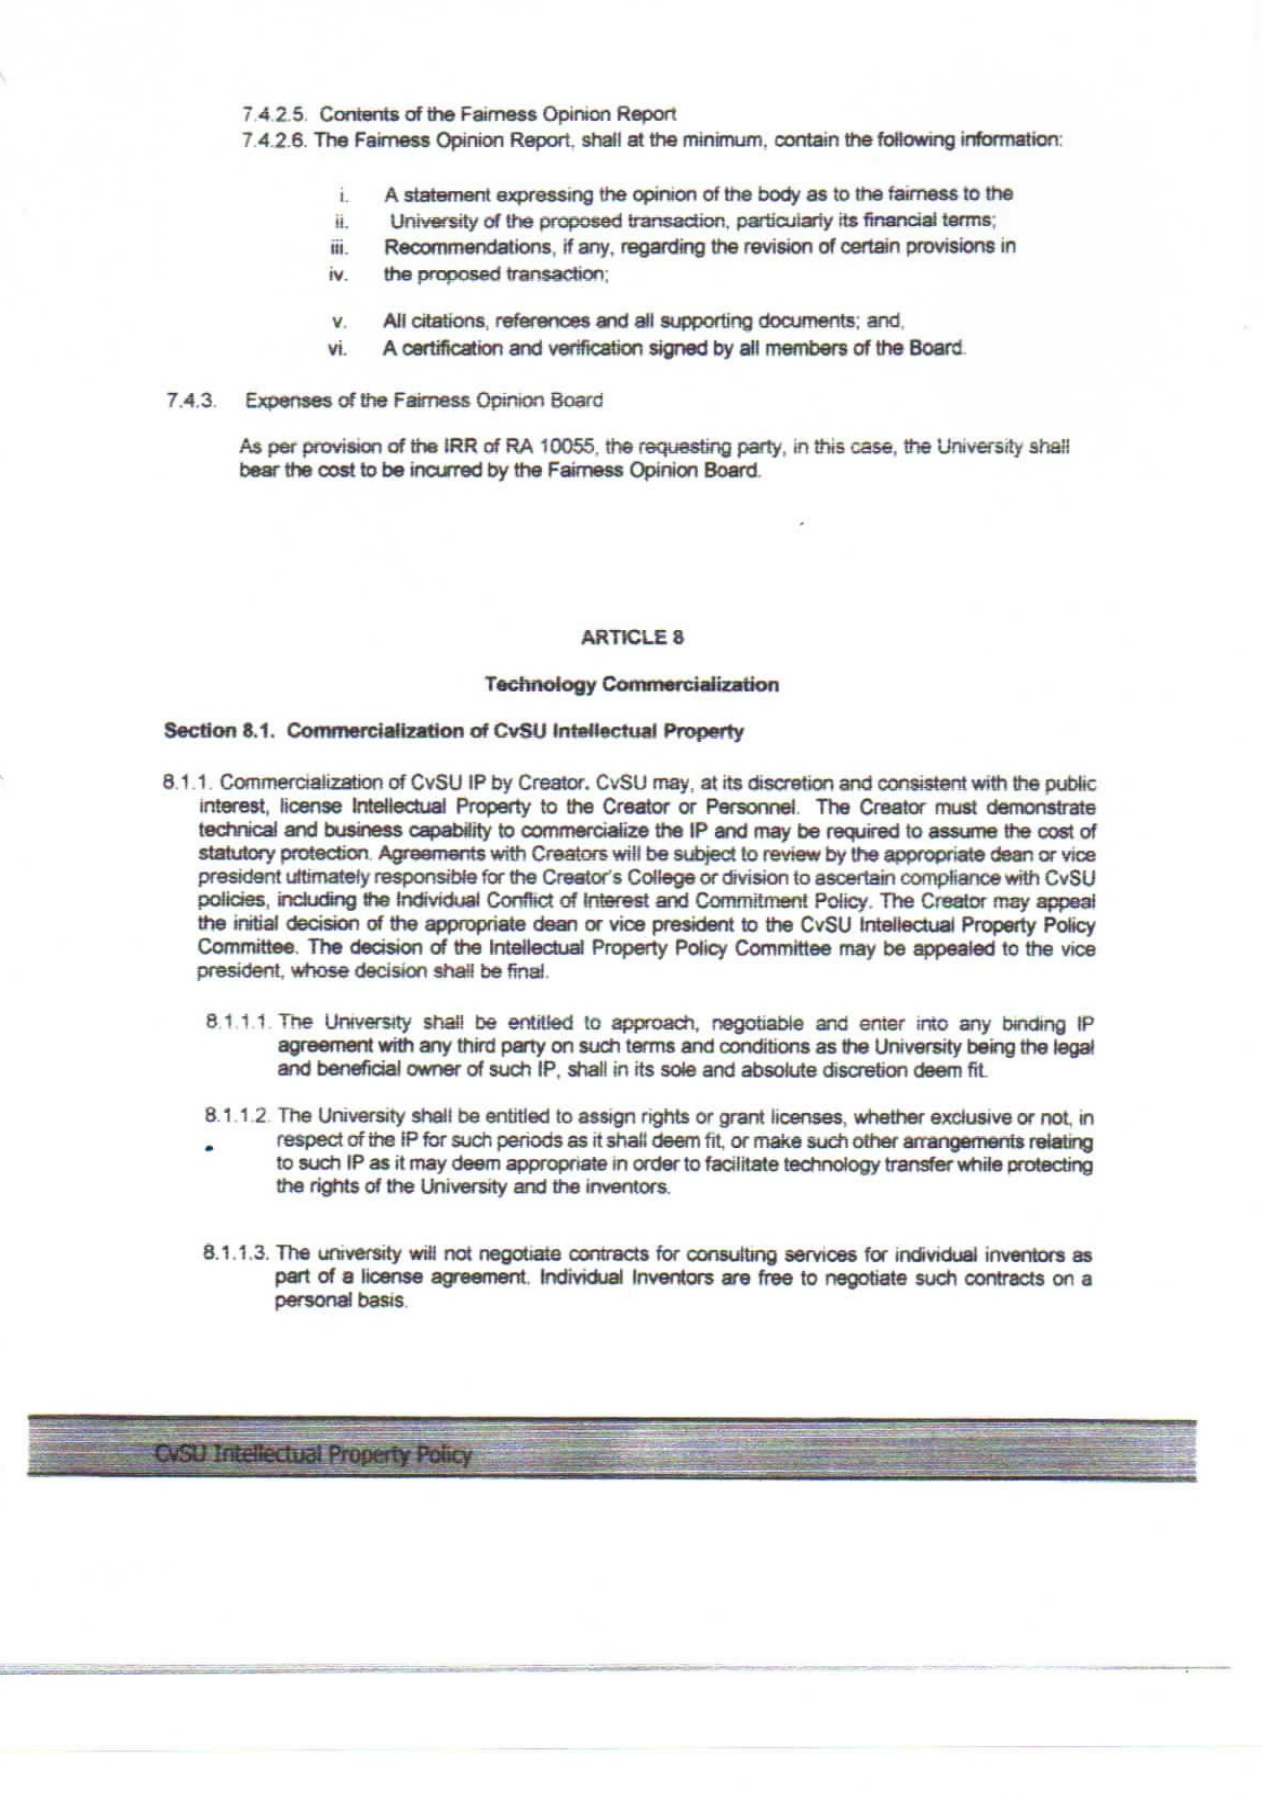 7.4.2.5. Contents of the Fairness Opinion Report
7.4.2.6. The Fairness Opinion Report, shall at the minimum, contain the following information:
i. A statement expressing the opinion of the body as to the fairness to the
ii. University of the proposed transaction, particularly its financial terms;
iii. Recommendations, if any, regarding the revision of certain provisions in
iv. the proposed transaction;
v. All citations, references and all supporting documents; and,
vi. A certification and verification signed by all members of the Board.
7.4.3. Expenses of the Fairness Opinion Board
As per provision of the IRR of RA 10055, the requesting party, in this case, the University shall
bear the cost to be incurred by the Fairness Opinion Board.
ARTICLE 8
Technology Commercialization
Section 8.1. Commercialization of CvSU Intellectual Property
8.1.1. Commercialization of CvSU IP by Creator. CvSU may, at its discretion and consistent with the public
interest, license Intellectual Property to the Creator or Personnel. The Creator must demonstrate
technical and business capability to commercialize the IP and may be required to assume the cost of
statutory protection. Agreements with Creators will be subject to review by the appropriate dean or vice
president ultimately responsible for the Creator's College or division to ascertain compliance with CvSU
policies, including the Individual Conflict of Interest and Commitment Policy. The Creator may appeal
the initial decision of the appropriate dean or vice president to the CvSU Intellectual Property Policy
Committee. The decision of the Intellectual Property Policy Committee may be appealed to the vice
president, whose decision shall be final.
8.1.1.1. The University shall be entitled to approach, negotiable and enter into any binding IP
agreement with any third party on such terms and conditions as the University being the legal
and beneficial owner of such IP, shall in its sole and absolute discretion deem fit.
8.1.1.2. The University shall be entitled to assign rights or grant licenses, whether exclusive or not, in
respect of the IP for such periods as it shall deem fit, or make such other arrangements relating
to such IP as it may deem appropriate in order to facilitate technology transfer while protecting
the rights of the University and the inventors.
8.1.1.3. The university will not negotiate contracts for consulting services for individual inventors as
part of a license agreement. Individual Inventors are free to negotiate such contracts on a
personal basis.
CvSU Intellectual Property Policy